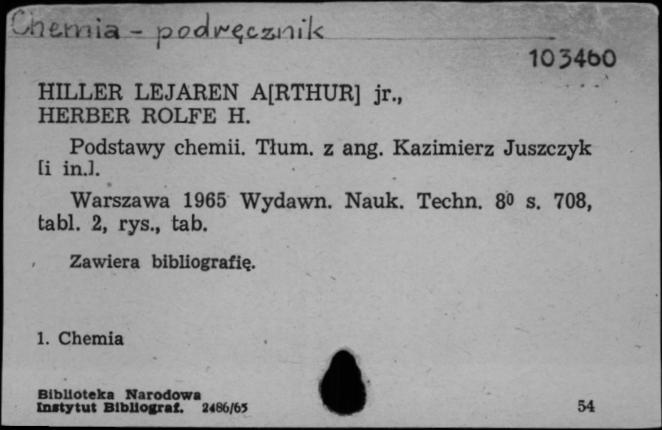 Chemia - podręcznik
103460
HILLER LEJAREN A[RTHUR] jr.,
HERBER ROLFE H.
Podstawy chemii. Tłum. z ang. Kazimierz Juszczyk
[i in.].
Warszawa 1965 Wydawn. Nauk. Techn. 8⁰ s. 708,
tabl. 2, rys., tab.
Zawiera bibliografię.
1. Chemia
Biblioteka Narodowa
Instytut Bibliograf. 2486/65
54